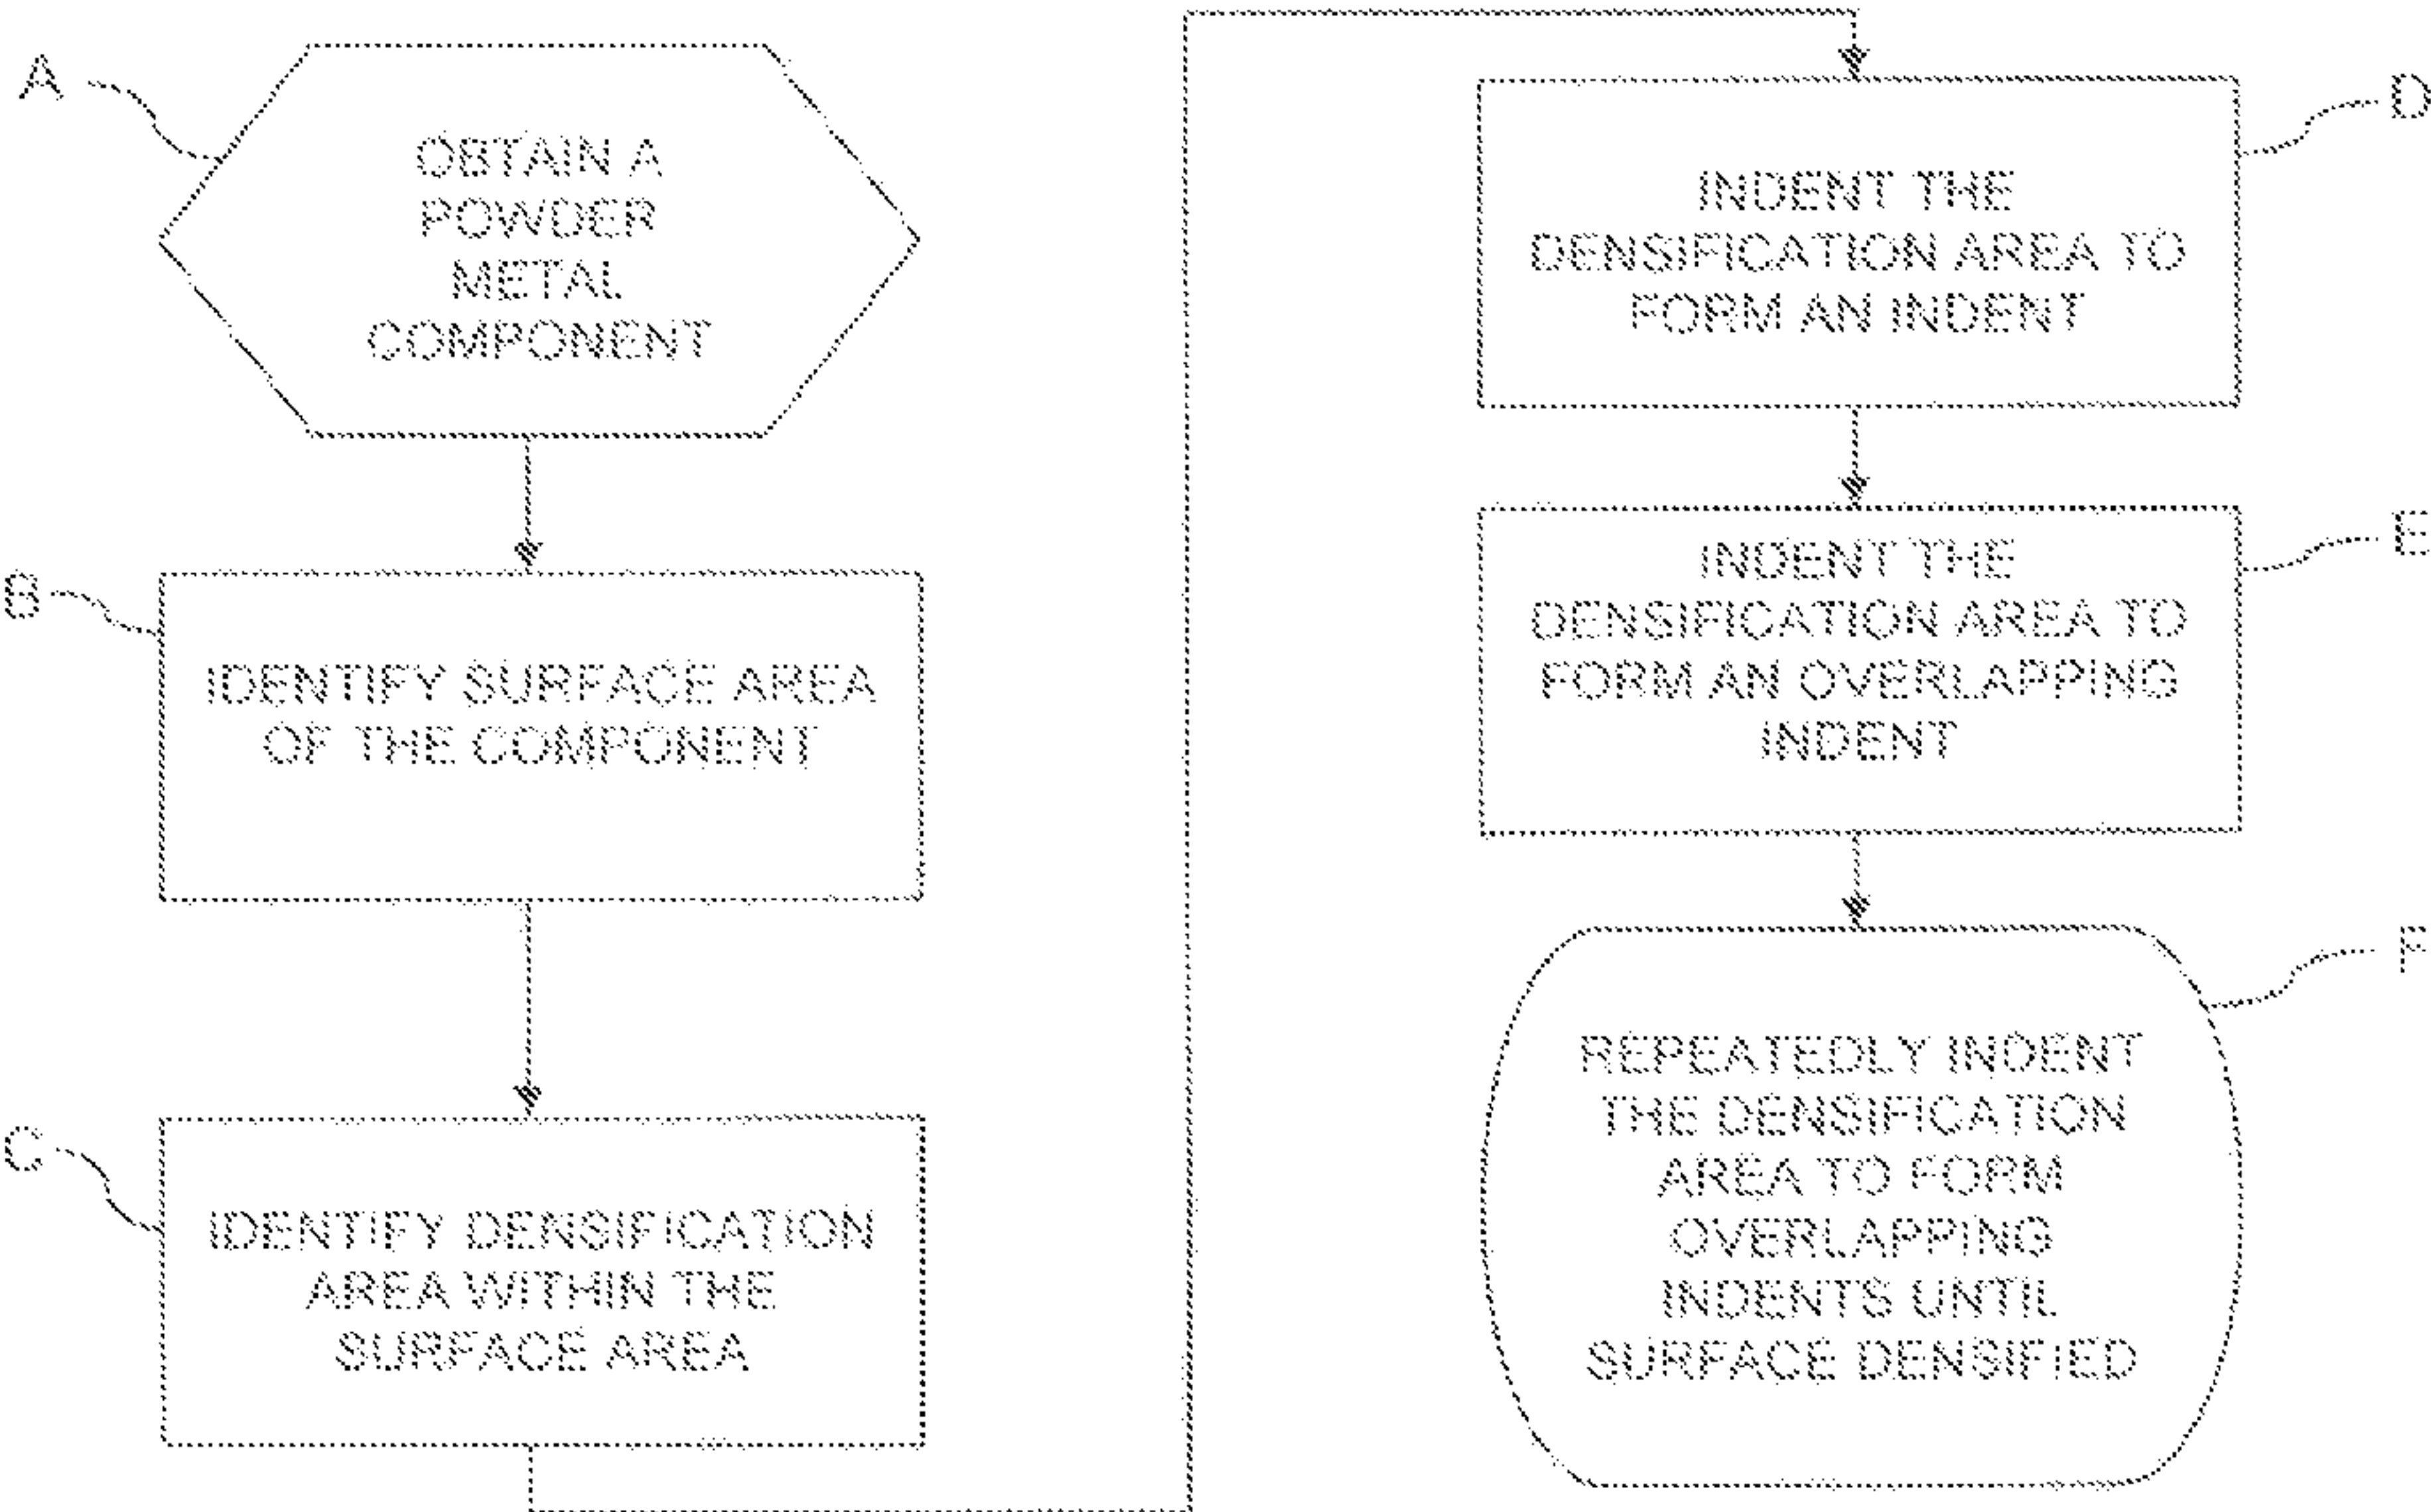 A
OBTAIN A
POWDER
METAL
COMPONENT
B
IDENTIFY SURFACE AREA
OF THE COMPONENT
C
IDENTIFY DENSIFICATION
AREA WITHIN THE
SURFACE AREA
D
INDENT THE
DENSIFICATION AREA TO
FORM AN INDENT
E
INDENT THE
DENSIFICATION AREA TO
FORM AN OVERLAPPING
INDENT
F
REPEATEDLY INDENT
THE DENSIFICATION
AREA TO FORM
OVERLAPPING
INDENTS UNTIL
SURFACE DENSIFIED